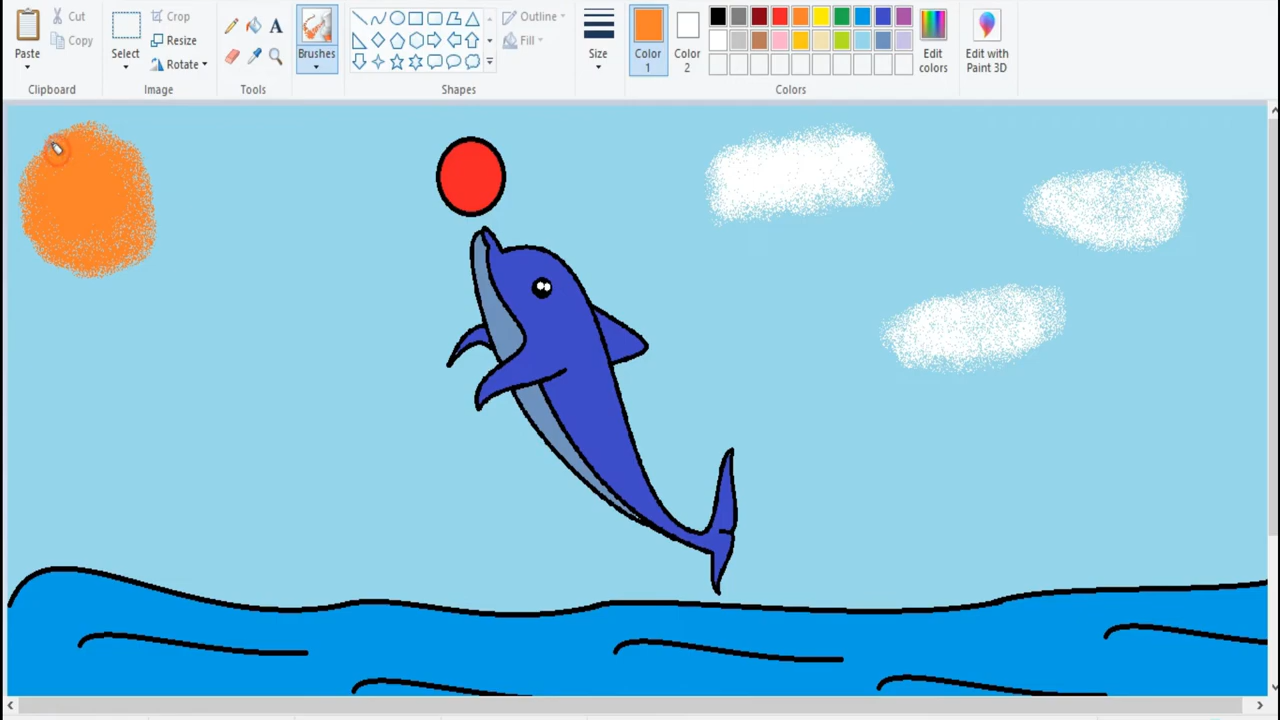 Paste
Cut
Copy
Clipboard
Select
Crop
Resize
Rotate
Image
A
Tools
Brushes
Outline
Fill
Shapes
Size
Color
1
Color
2
Edit
colors
Colors
Edit with
Paint 3D